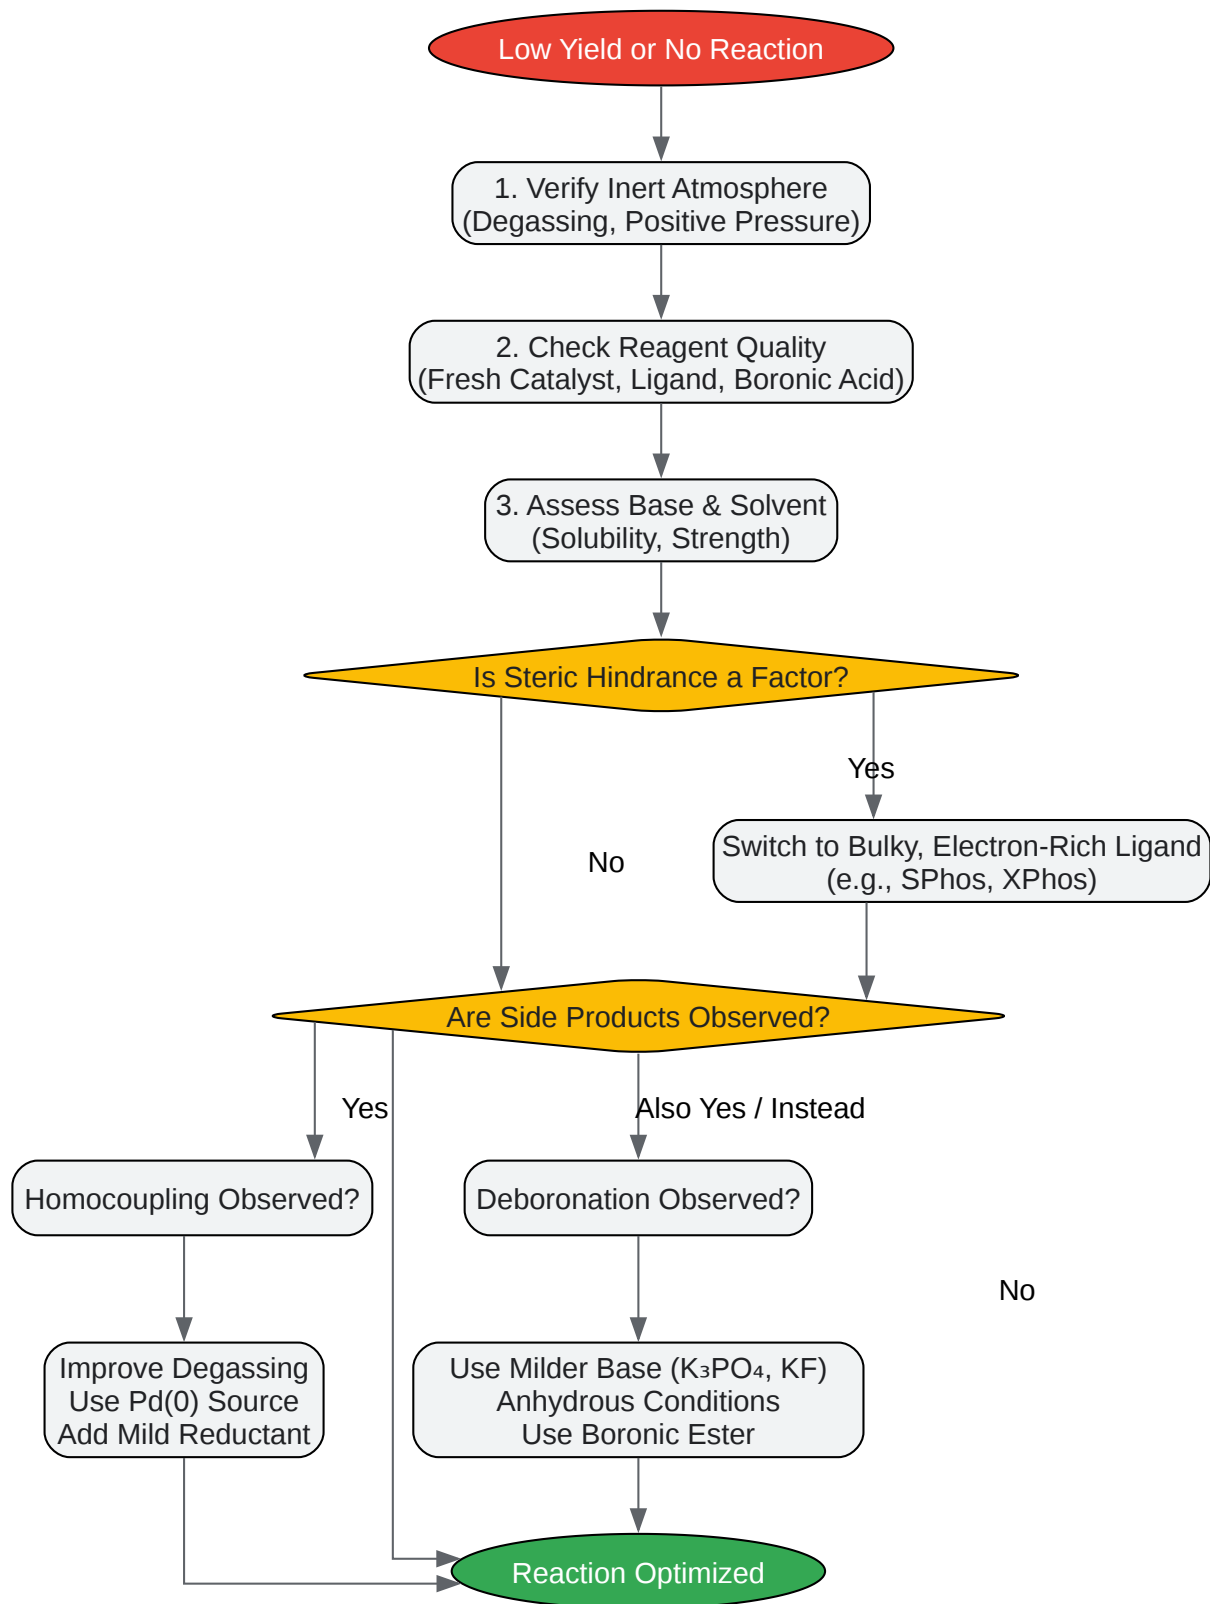 Low Yield or No Reaction
1. Verify Inert Atmosphere
(Degassing, Positive Pressure)
2. Check Reagent Quality
(Fresh Catalyst, Ligand, Boronic Acid)
3. Assess Base & Solvent
(Solubility, Strength)
Is Steric Hindrance a Factor?
Yes
No
Switch to Bulky, Electron-Rich Ligand
(e.g., SPhos, XPhos)
Are Side Products Observed?
Yes
Also Yes / Instead
Homocoupling Observed?
Deboronation Observed?
No
Improve Degassing
Use Pd(0) Source
Add Mild Reductant
Use Milder Base (K₃PO₄, KF)
Anhydrous Conditions
Use Boronic Ester
Reaction Optimized